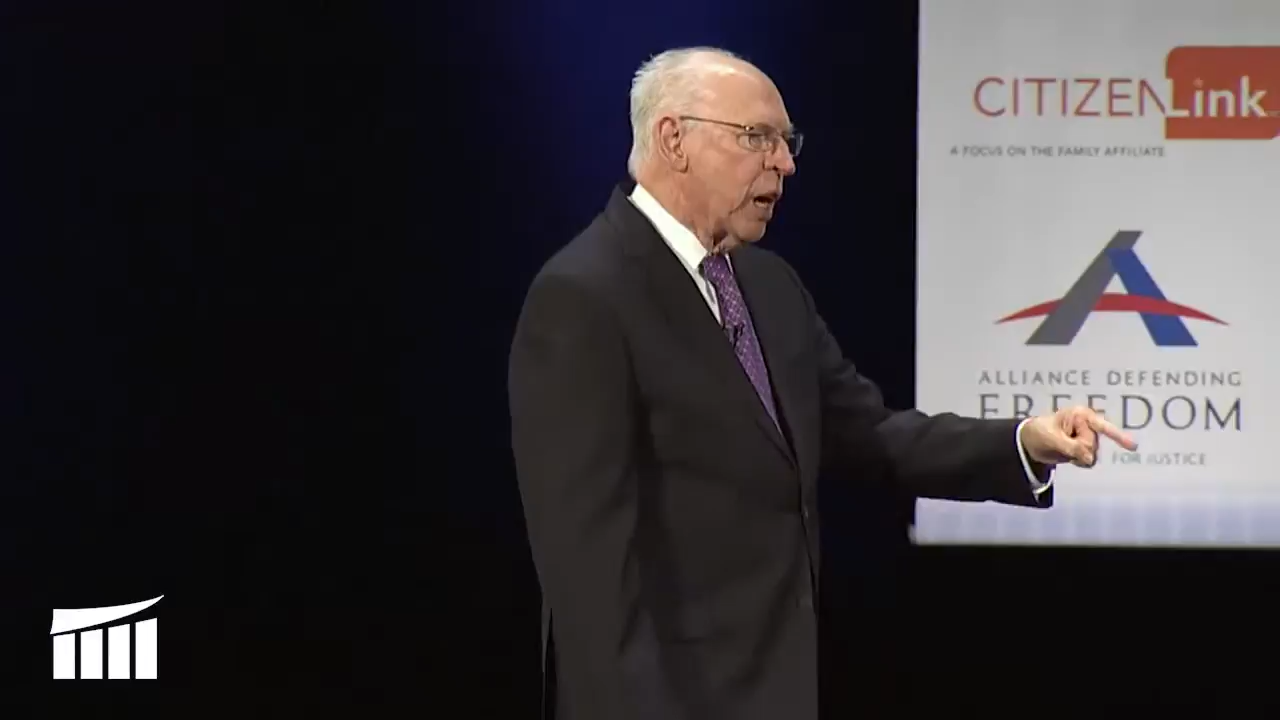 CITIZENLink
A FOCUS ON THE FAMILY AFFILIATE
ALLIANCE DEFENDING
FREEDOM
FOR JUSTICE